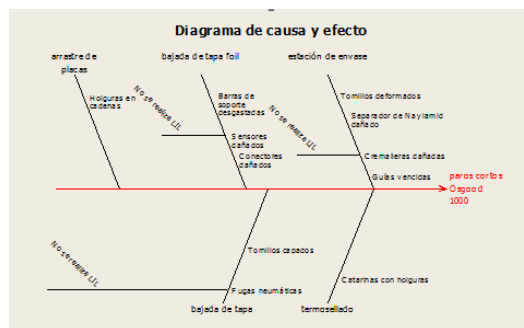 Diagrama de causa y efecto
arrastre de
placas
bajada de tapa foil
estación de envase
Holguras en
cadenas
No se realize LIL
Barras de
soporte
desgastadas
Sensores
dañados
Conectores
dañados
No se realize LIL
Tornillos deformados
Separador de Naylamid
dañado
Cremalleras dañadas
Guías vencidas
paros cortos
Osgood
1000
No se realize LIL
Tornillos capados
Fugas neumáticas
bajada de tapa
Catarinas con holguras
termosellado